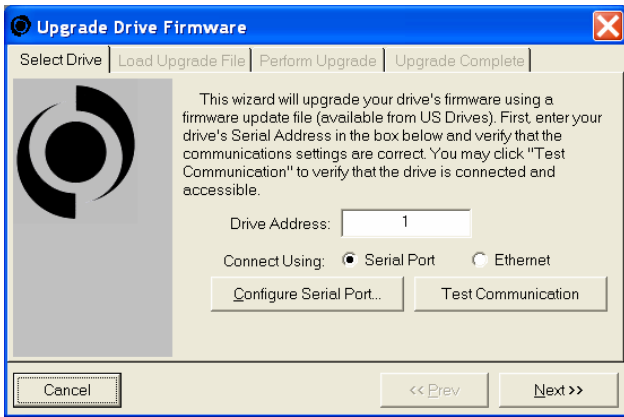 Upgrade Drive Firmware
Select Drive Load Upgrade File Perform Upgrade Upgrade Complete
This wizard will upgrade your drive's firmware using a
firmware update file (available from US Drives). First, enter your
drive's Serial Address in the box below and verify that the
communications settings are correct. You may click "Test
Communication" to verify that the drive is connected and
accessible.
Drive Address: 1
Connect Using: Serial Port Ethernet
Configure Serial Port... Test Communication
Cancel << Prev Next >>